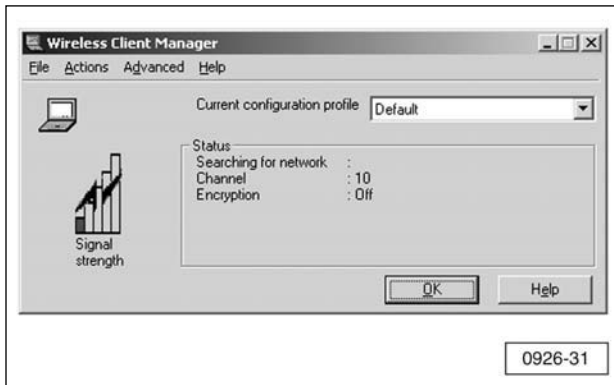 Wireless Client Manager
File Actions Advanced Help
Current configuration profile Default
Status
Searching for network :
Channel : 10
Encryption : Off
Signal
strength
OK Help
0926-31